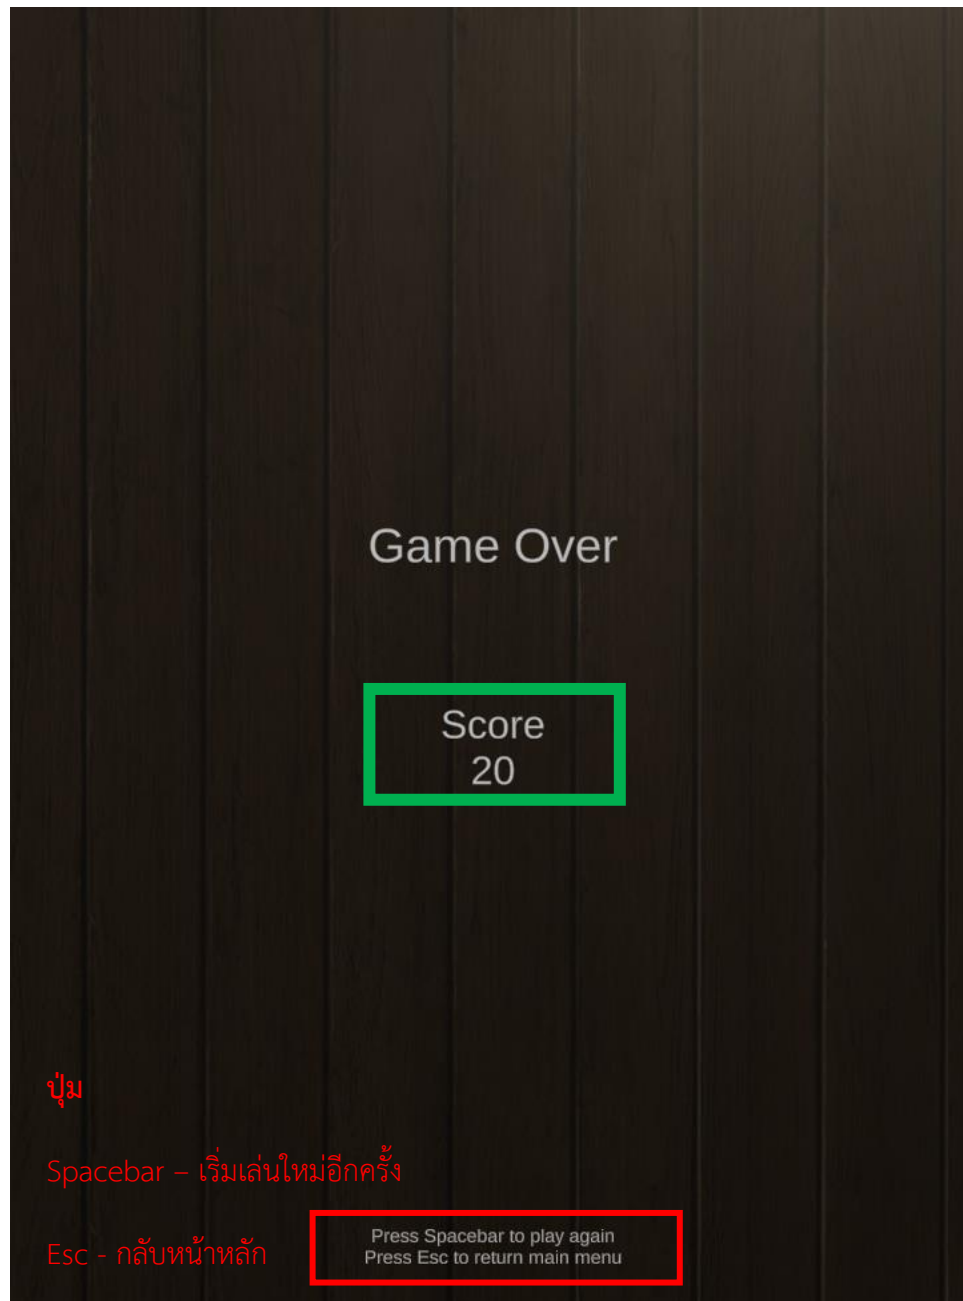 Game Over
Score
20
ปุ่ม
Spacebar – เริ่มเล่นใหม่อีกครั้ง
Esc - กลับหน้าหลัก
Press Spacebar to play again
Press Esc to return main menu